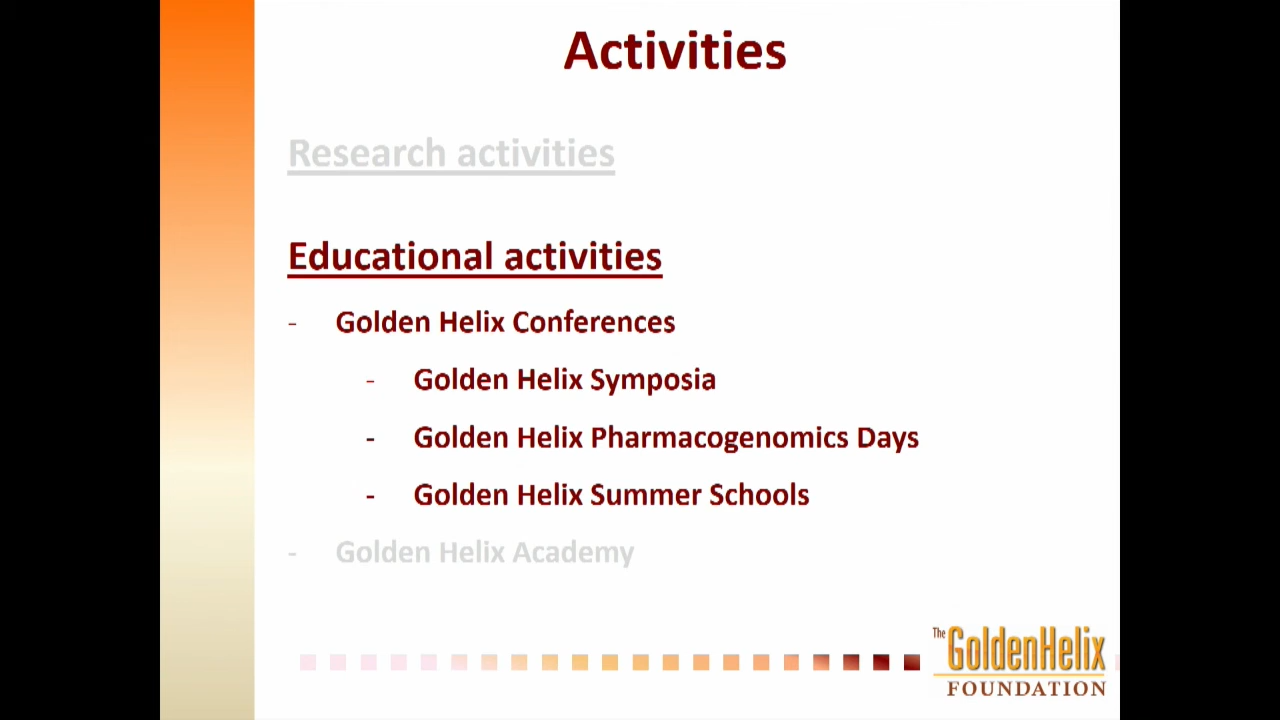 Activities
Research activities
Educational activities
- Golden Helix Conferences
- Golden Helix Symposia
- Golden Helix Pharmacogenomics Days
- Golden Helix Summer Schools
- Golden Helix Academy
The GoldenHelix
FOUNDATION